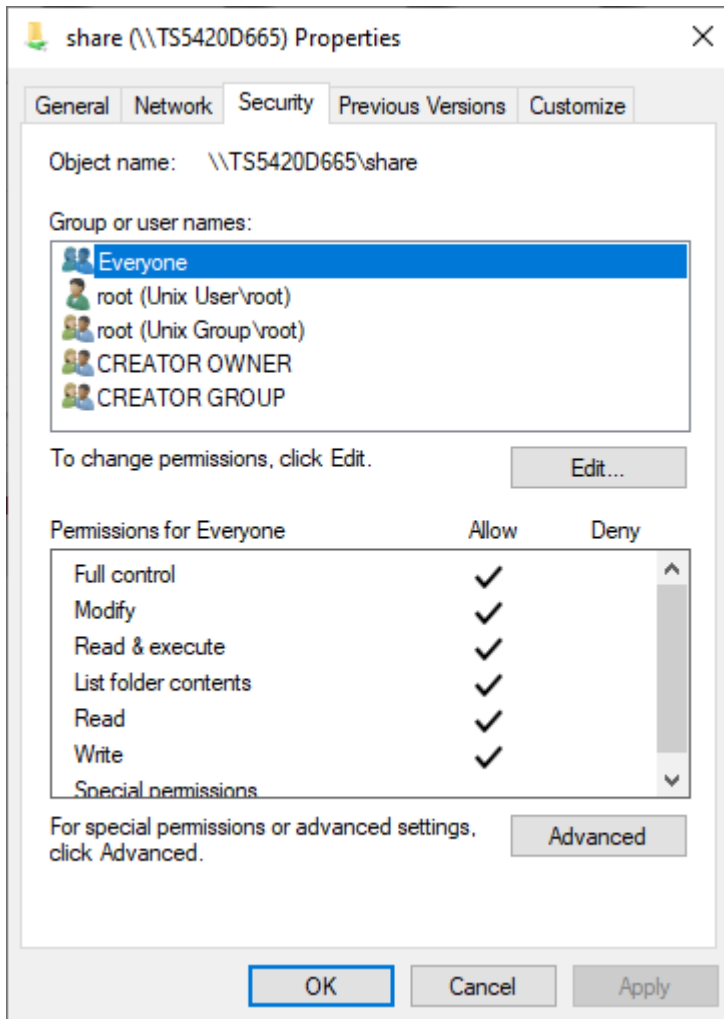 share (\\TS5420D665) Properties
General Network Security Previous Versions Customize
Object name: \\TS5420D665\share
Group or user names:
Everyone
root (Unix User\root)
root (Unix Group\root)
CREATOR OWNER
CREATOR GROUP
To change permissions, click Edit.
Edit...
Permissions for Everyone Allow Deny
Full control
Modify
Read & execute
List folder contents
Read
Write
Special permissions
For special permissions or advanced settings,
click Advanced.
Advanced
OK Cancel Apply